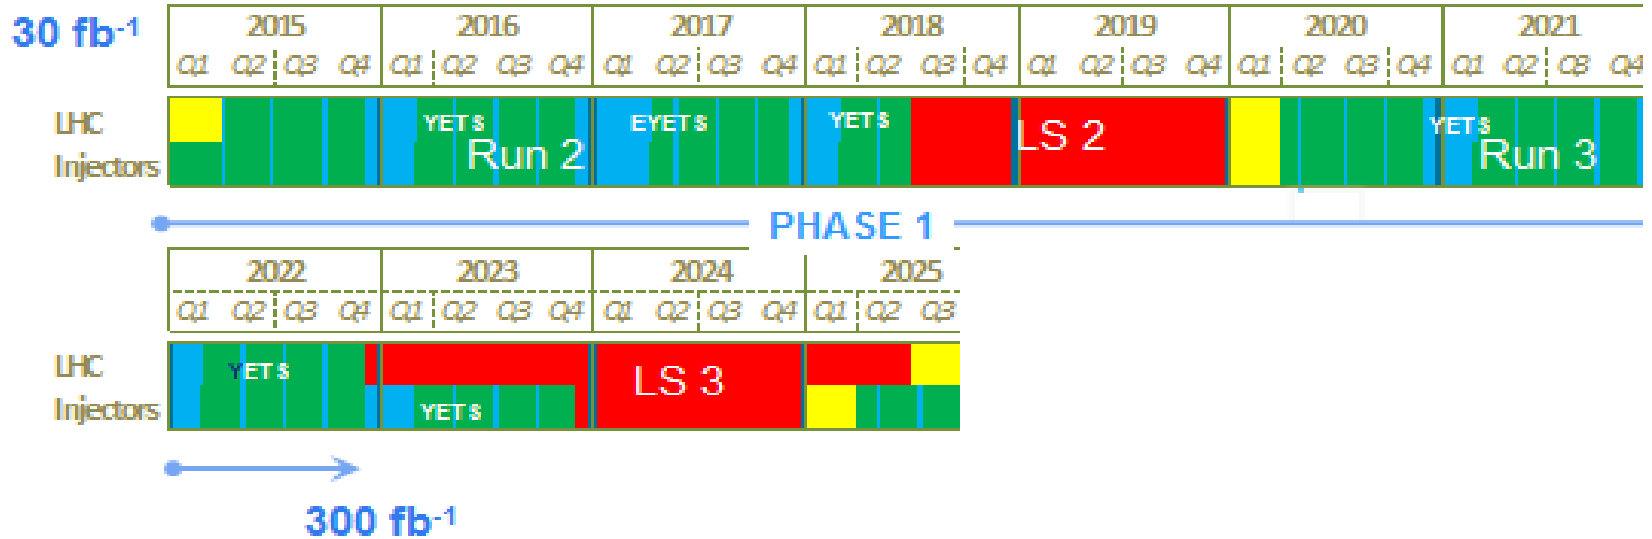 30 fb-1
2015 2016 2017 2018 2019 2020 2021
Q1 Q2 Q3 Q4 Q1 Q2 Q3 Q4 Q1 Q2 Q3 Q4 Q1 Q2 Q3 Q4 Q1 Q2 Q3 Q4 Q1 Q2 Q3 Q4 Q1 Q2 Q3 Q4
LHC YETS EYETS YETS LS 2 YETS
Injectors Run 2 Run 3
PHASE 1
2022 2023 2024 2025
Q1 Q2 Q3 Q4 Q1 Q2 Q3 Q4 Q1 Q2 Q3 Q4 Q1 Q2 Q3
LHC YETS LS 3
Injectors YETS
300 fb-1